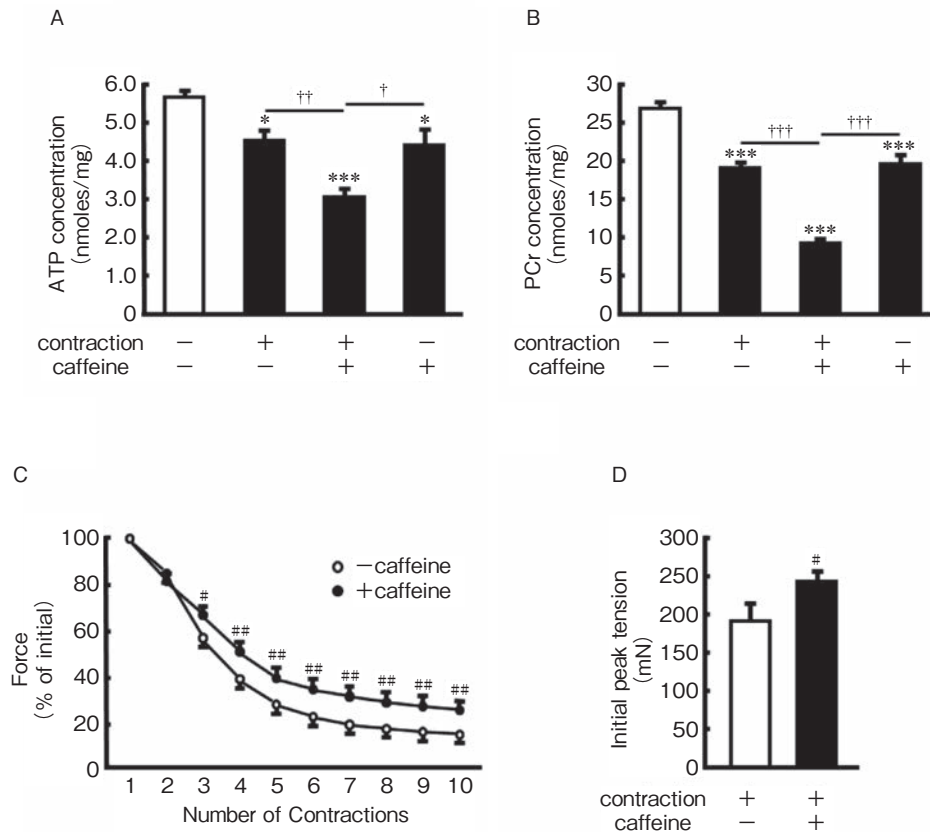 A
ATP concentration
(nmoles/mg)
6.0
5.0
4.0
3.0
2.0
1.0
0
*
††
***
†
*
contraction − + + −
caffeine − − + +
B
PCr concentration
(nmoles/mg)
30
25
20
15
10
5
0
***
†††
***
†††
***
contraction − + + −
caffeine − − + +
C
Force
(% of initial)
100
80
60
40
20
0
−caffeine
+caffeine
# ## ## ## ## ## ## ##
1 2 3 4 5 6 7 8 9 10
Number of Contractions
D
Initial peak tension
(mN)
300
250
200
150
100
50
0
#
contraction + +
caffeine − +